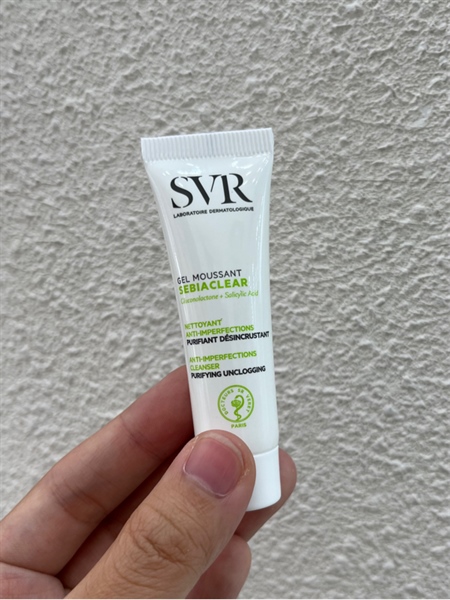 SVR
LABORATOIRE DERMATOLOGIQUE
GEL MOUSSANT
SEBIACLEAR
Gluconolactone + Salicylic Acid
NETTOYANT
ANTI-IMPERFECTIONS
PURIFIANT DÉSINCRUSTANT
ANTI-IMPERFECTIONS
CLEANSER
PURIFYING UNCLOGGING
PARIS